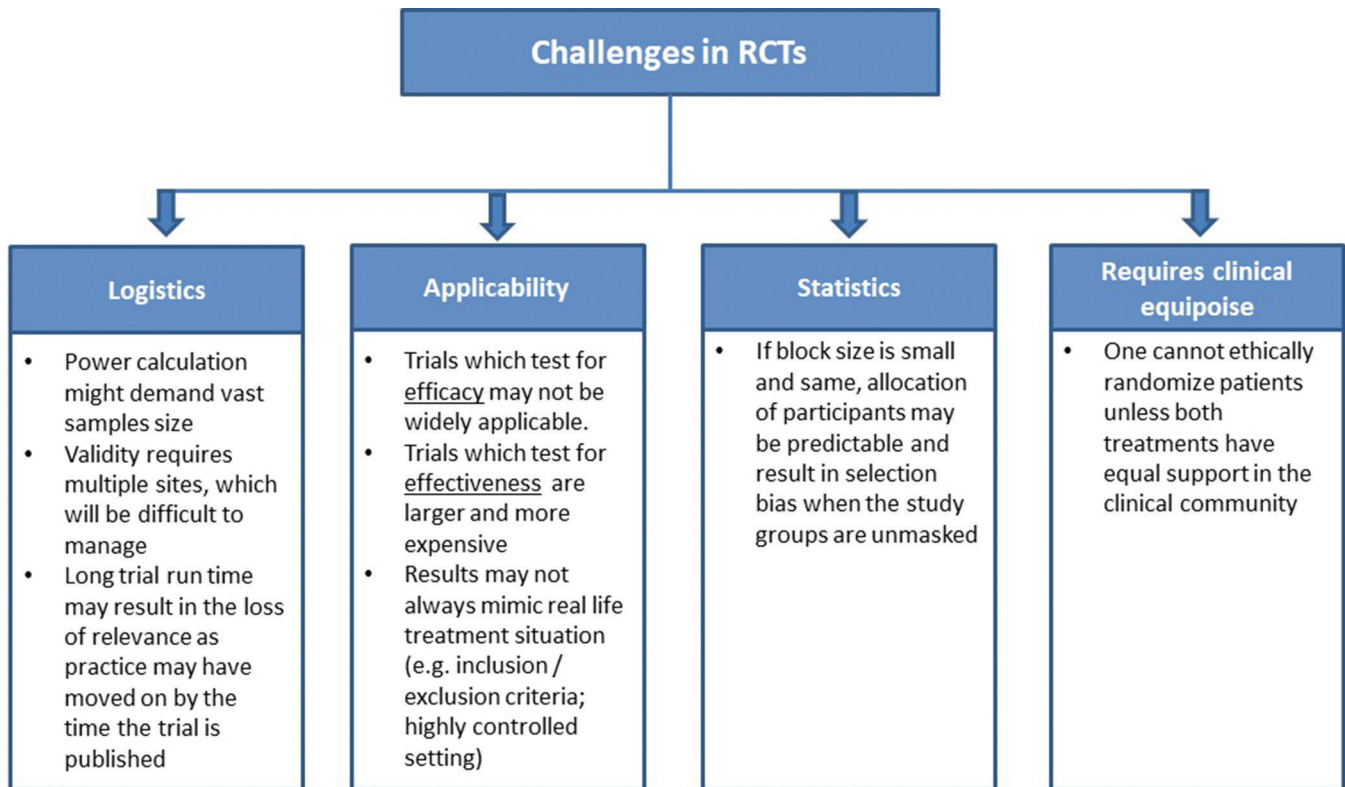 Challenges in RCTs
Logistics
• Power calculation
might demand vast
samples size
• Validity requires
multiple sites, which
will be difficult to
manage
• Long trial run time
may result in the loss
of relevance as
practice may have
moved on by the
time the trial is
published
Applicability
• Trials which test for
efficacy may not be
widely applicable.
• Trials which test for
effectiveness are
larger and more
expensive
• Results may not
always mimic real life
treatment situation
(e.g. inclusion /
exclusion criteria;
highly controlled
setting)
Statistics
• If block size is small
and same, allocation
of participants may
be predictable and
result in selection
bias when the study
groups are unmasked
Requires clinical
equipoise
• One cannot ethically
randomize patients
unless both
treatments have
equal support in the
clinical community